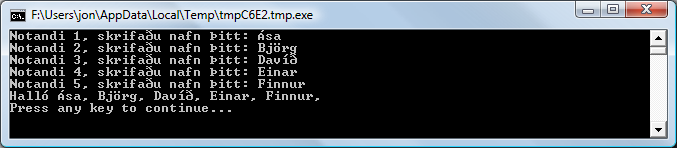 F:\Users\jon\AppData\Local\Temp\tmpC6E2.tmp.exe
Notandi 1, skrifaðu nafn Þitt: Ása
Notandi 2, skrifaðu nafn Þitt: Björg
Notandi 3, skrifaðu nafn Þitt: Davíð
Notandi 4, skrifaðu nafn Þitt: Einar
Notandi 5, skrifaðu nafn Þitt: Finnur
Halló Ása, Björg, Davíð, Einar, Finnur,
Press any key to continue...